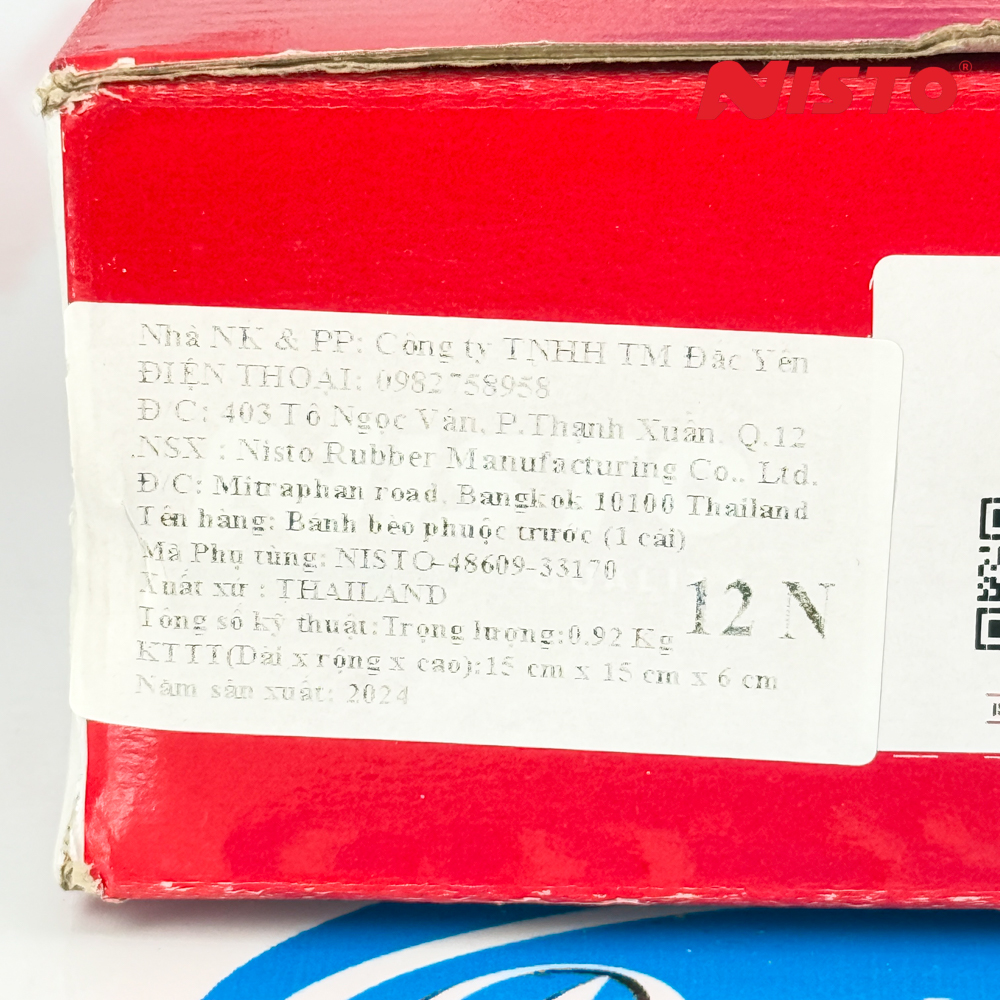 NISTO®
Nhà NK & PP: Công ty TNHH TM Đắc Yên
ĐIỆN THOẠI: 0982758958
Đ/C: 403 Tô Ngọc Vân, P.Thạnh Xuân, Q.12
NSX : Nisto Rubber Manufacturing Co., Ltd.
Đ/C: Mitraphan road, Bangkok 10100 Thailand
Tên hàng: Bánh bèo phuộc trước (1 cái)
Mã Phụ tùng: NISTO-48609-33170
Xuất xứ : THAILAND
12 N
Tông số kỹ thuật:Trọng lượng:0.92 Kg
KTTT(Dài x rộng x cao):15 cm x 15 cm x 6 cm
Năm sản xuất: 2024